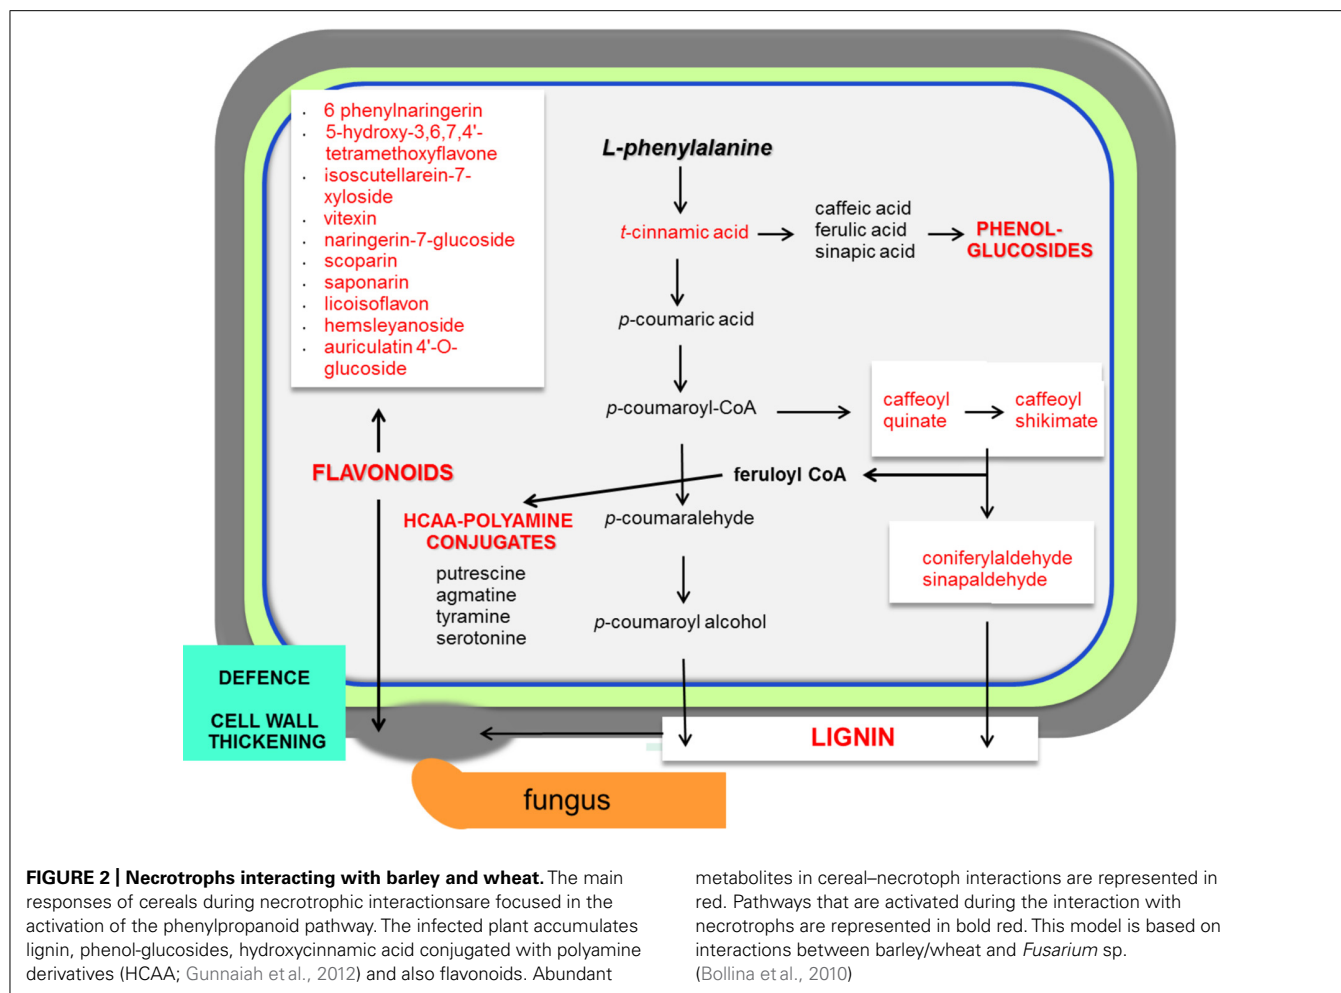 · 6 phenylnaringerin
· 5-hydroxy-3,6,7,4'-
tetramethoxyflavone
· isoscutellarein-7-
xyloside
· vitexin
· naringerin-7-glucoside
· scoparin
· saponarin
· licoisoflavon
· hemsleyanoside
· auriculatin 4'-O-
glucoside
L-phenylalanine
t-cinnamic acid
caffeic acid
ferulic acid
sinapic acid
PHENOL-
GLUCOSIDES
p-coumaric acid
p-coumaroyl-CoA
caffeoyl
quinate
caffeoyl
shikimate
FLAVONOIDS
feruloyl CoA
HCAA-POLYAMINE
CONJUGATES
putrescine
agmatine
tyramine
serotonine
p-coumaralehyde
coniferylaldehyde
sinapaldehyde
p-coumaroyl alcohol
DEFENCE
CELL WALL
THICKENING
LIGNIN
fungus
FIGURE 2 | Necrotrophs interacting with barley and wheat. The main
responses of cereals during necrotrophic interactionsare focused in the
activation of the phenylpropanoid pathway. The infected plant accumulates
lignin, phenol-glucosides, hydroxycinnamic acid conjugated with polyamine
derivatives (HCAA; Gunnaiah et al., 2012) and also flavonoids. Abundant
metabolites in cereal–necrotoph interactions are represented in
red. Pathways that are activated during the interaction with
necrotrophs are represented in bold red. This model is based on
interactions between barley/wheat and Fusarium sp.
(Bollina et al., 2010)